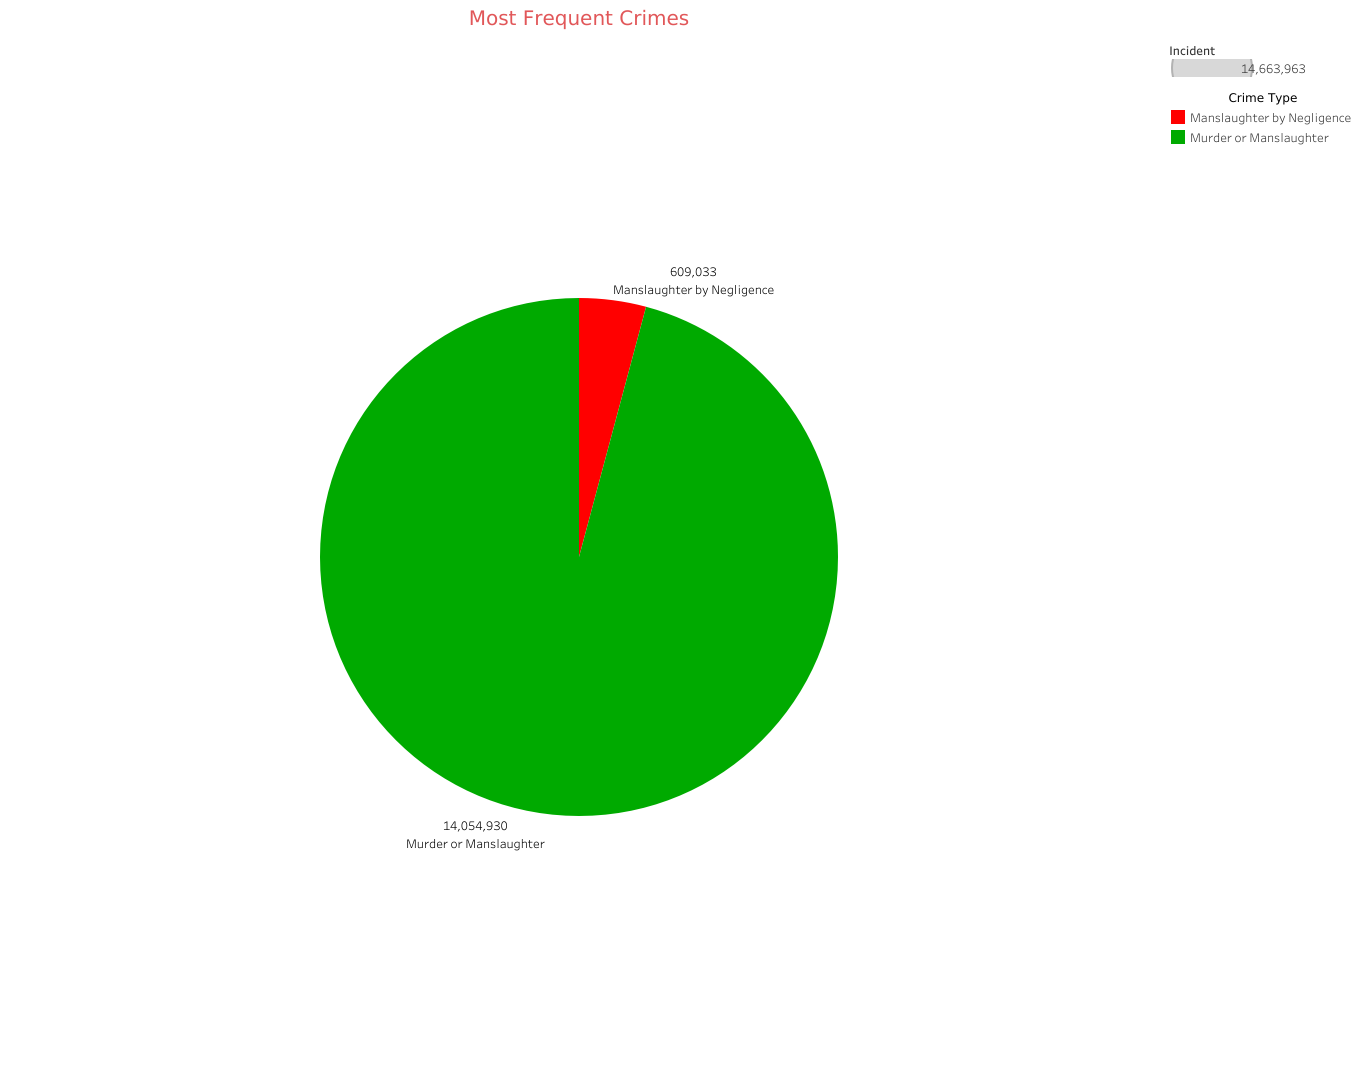 Most Frequent Crimes
Incident
14,663,963
Crime Type
Manslaughter by Negligence
Murder or Manslaughter
609,033
Manslaughter by Negligence
14,054,930
Murder or Manslaughter